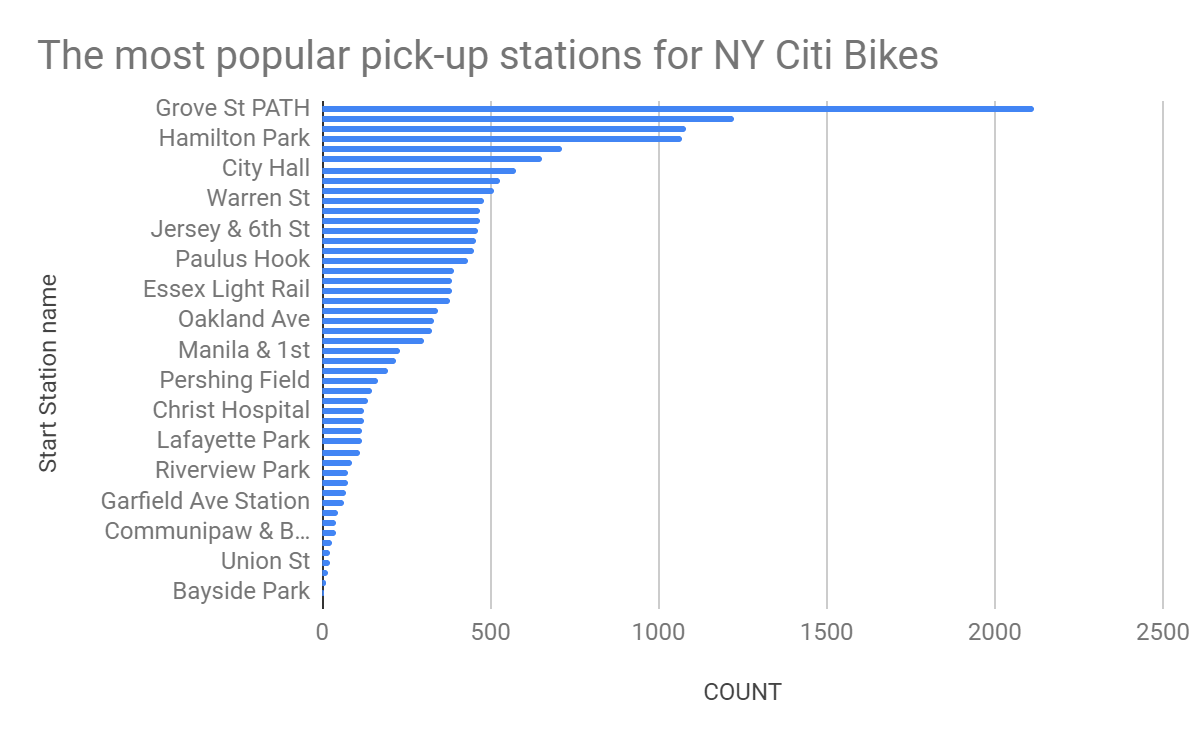 The most popular pick-up stations for NY Citi Bikes
Grove St PATH
Hamilton Park
City Hall
Warren St
Jersey & 6th St
Paulus Hook
Essex Light Rail
Oakland Ave
Manila & 1st
Pershing Field
Christ Hospital
Lafayette Park
Riverview Park
Garfield Ave Station
Communipaw & B…
Union St
Bayside Park
Start Station name
0 500 1000 1500 2000 2500
COUNT